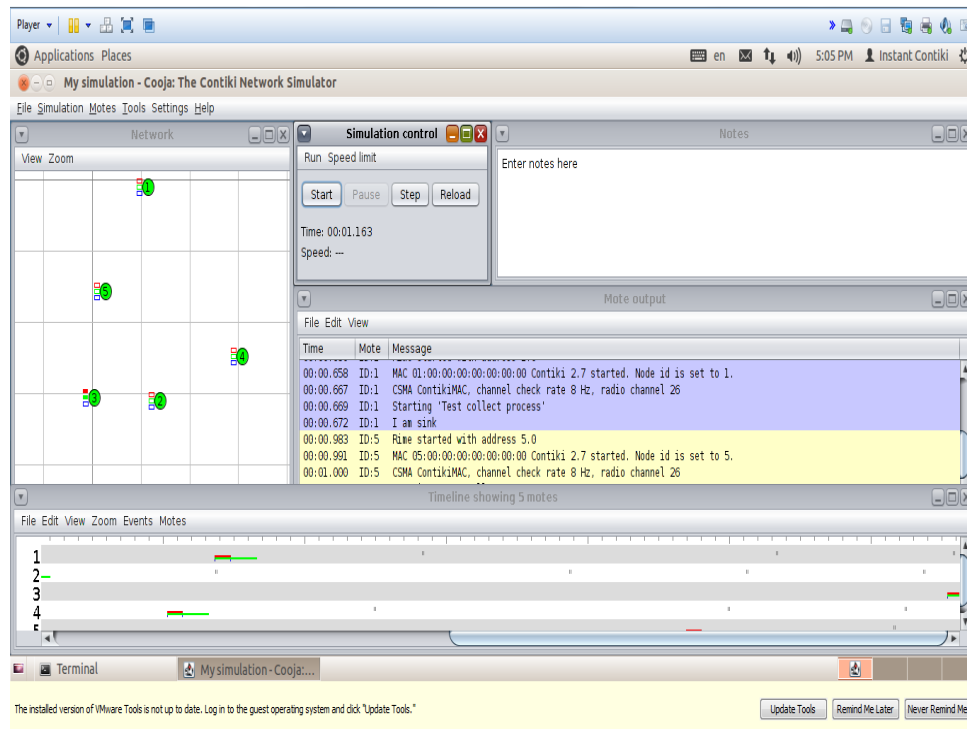 Player
en 5:05 PM Instant Contiki
Applications Places
My simulation - Cooja: The Contiki Network Simulator
File Simulation Motes Tools Settings Help
Network
View Zoom
1
5
4
3
2
Simulation control
Run Speed limit
Start Pause Step Reload
Time: 00:01.163
Speed: ---
Notes
Enter notes here
Mote output
File Edit View
Time Mote Message
00:00.658 ID:1 MAC 01:00:00:00:00:00:00:00 Contiki 2.7 started. Node id is set to 1.
00:00.667 ID:1 CSMA ContikiMAC, channel check rate 8 Hz, radio channel 26
00:00.669 ID:1 Starting 'Test collect process'
00:00.672 ID:1 I am sink
00:00.983 ID:5 Rime started with address 5.0
00:00.991 ID:5 MAC 05:00:00:00:00:00:00:00 Contiki 2.7 started. Node id is set to 5.
00:01.000 ID:5 CSMA ContikiMAC, channel check rate 8 Hz, radio channel 26
Timeline showing 5 motes
File Edit View Zoom Events Motes
1
2
3
4
Terminal My simulation - Cooja:....
The installed version of VMware Tools is not up to date. Log in to the guest operating system and click "Update Tools."
Update Tools Remind Me Later Never Remind Me